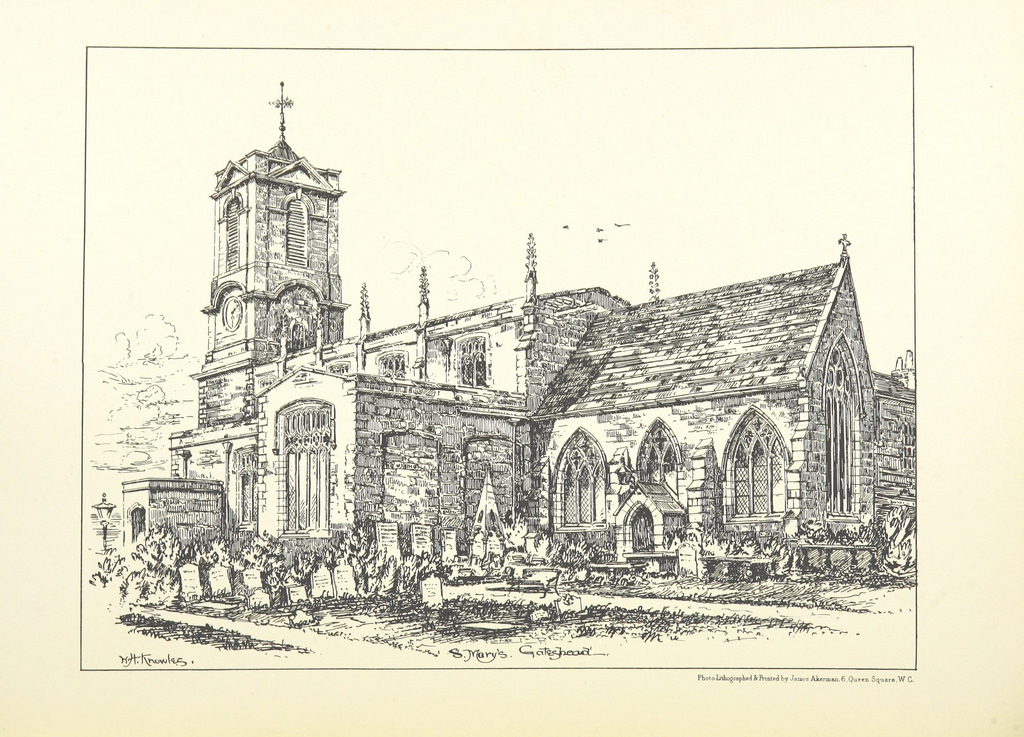 W.H. Knowles.
S. Mary's. Gateshead
Photo-Lithographed & Printed by James Akerman, 6, Queen Square, W.C.